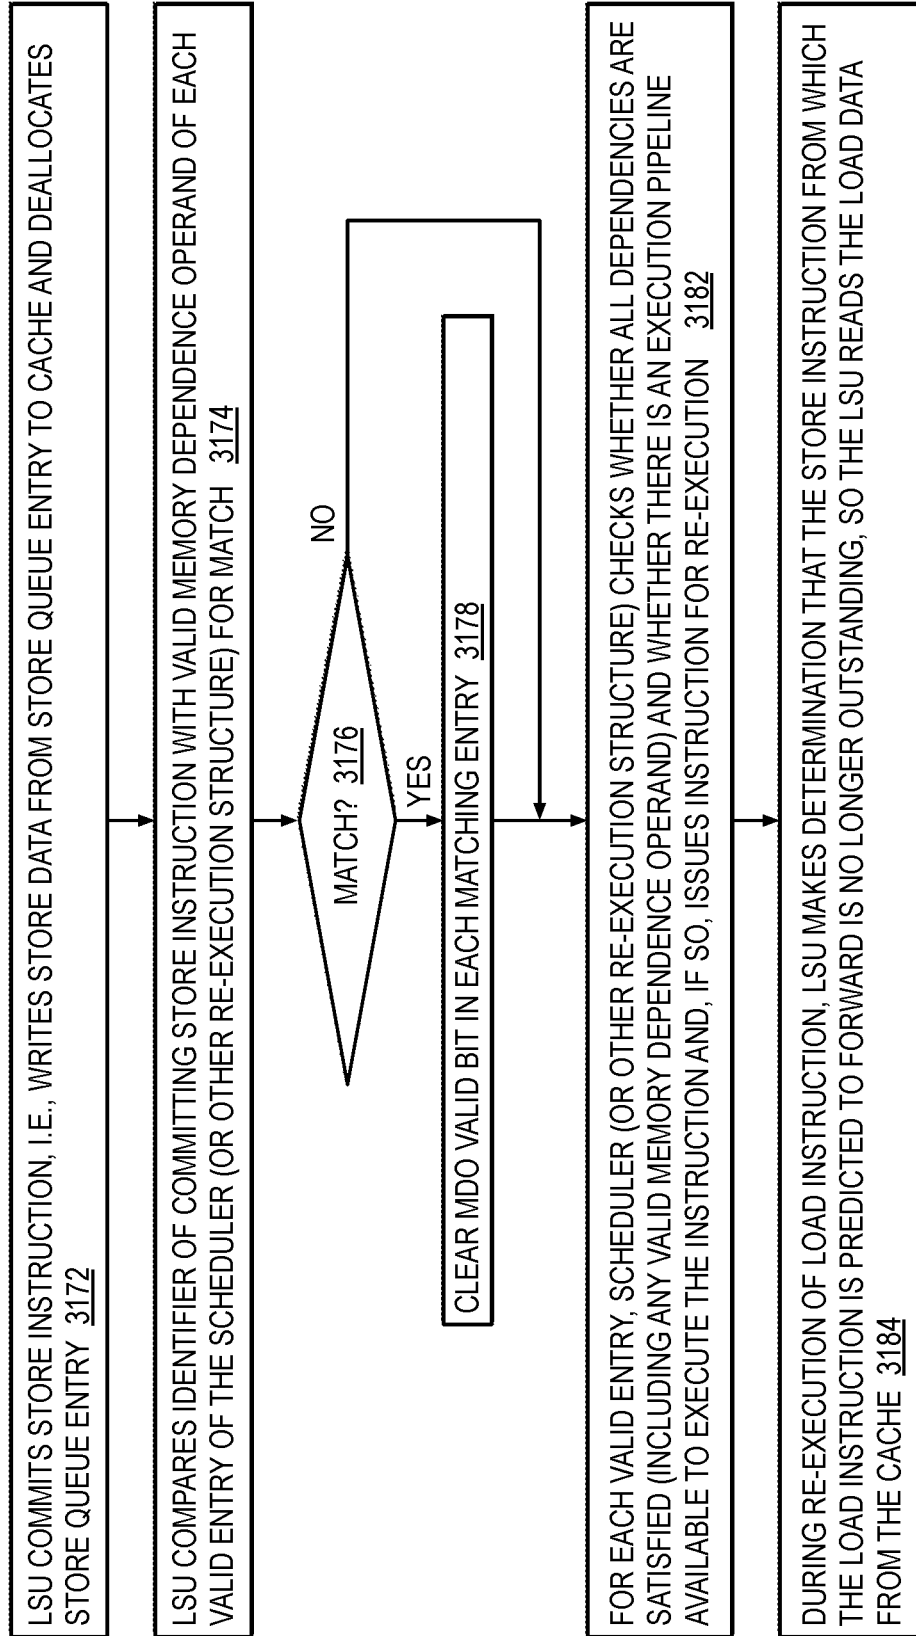 LSU COMMITS STORE INSTRUCTION, I.E., WRITES STORE DATA FROM STORE QUEUE ENTRY TO CACHE AND DEALLOCATES
STORE QUEUE ENTRY 3172
LSU COMPARES IDENTIFIER OF COMMITTING STORE INSTRUCTION WITH VALID MEMORY DEPENDENCE OPERAND OF EACH
VALID ENTRY OF THE SCHEDULER (OR OTHER RE-EXECUTION STRUCTURE) FOR MATCH 3174
MATCH? 3176
NO
YES
CLEAR MDO VALID BIT IN EACH MATCHING ENTRY 3178
FOR EACH VALID ENTRY, SCHEDULER (OR OTHER RE-EXECUTION STRUCTURE) CHECKS WHETHER ALL DEPENDENCIES ARE
SATISFIED (INCLUDING ANY VALID MEMORY DEPENDENCE OPERAND) AND WHETHER THERE IS AN EXECUTION PIPELINE
AVAILABLE TO EXECUTE THE INSTRUCTION AND, IF SO, ISSUES INSTRUCTION FOR RE-EXECUTION 3182
DURING RE-EXECUTION OF LOAD INSTRUCTION, LSU MAKES DETERMINATION THAT THE STORE INSTRUCTION FROM WHICH
THE LOAD INSTRUCTION IS PREDICTED TO FORWARD IS NO LONGER OUTSTANDING, SO THE LSU READS THE LOAD DATA
FROM THE CACHE 3184